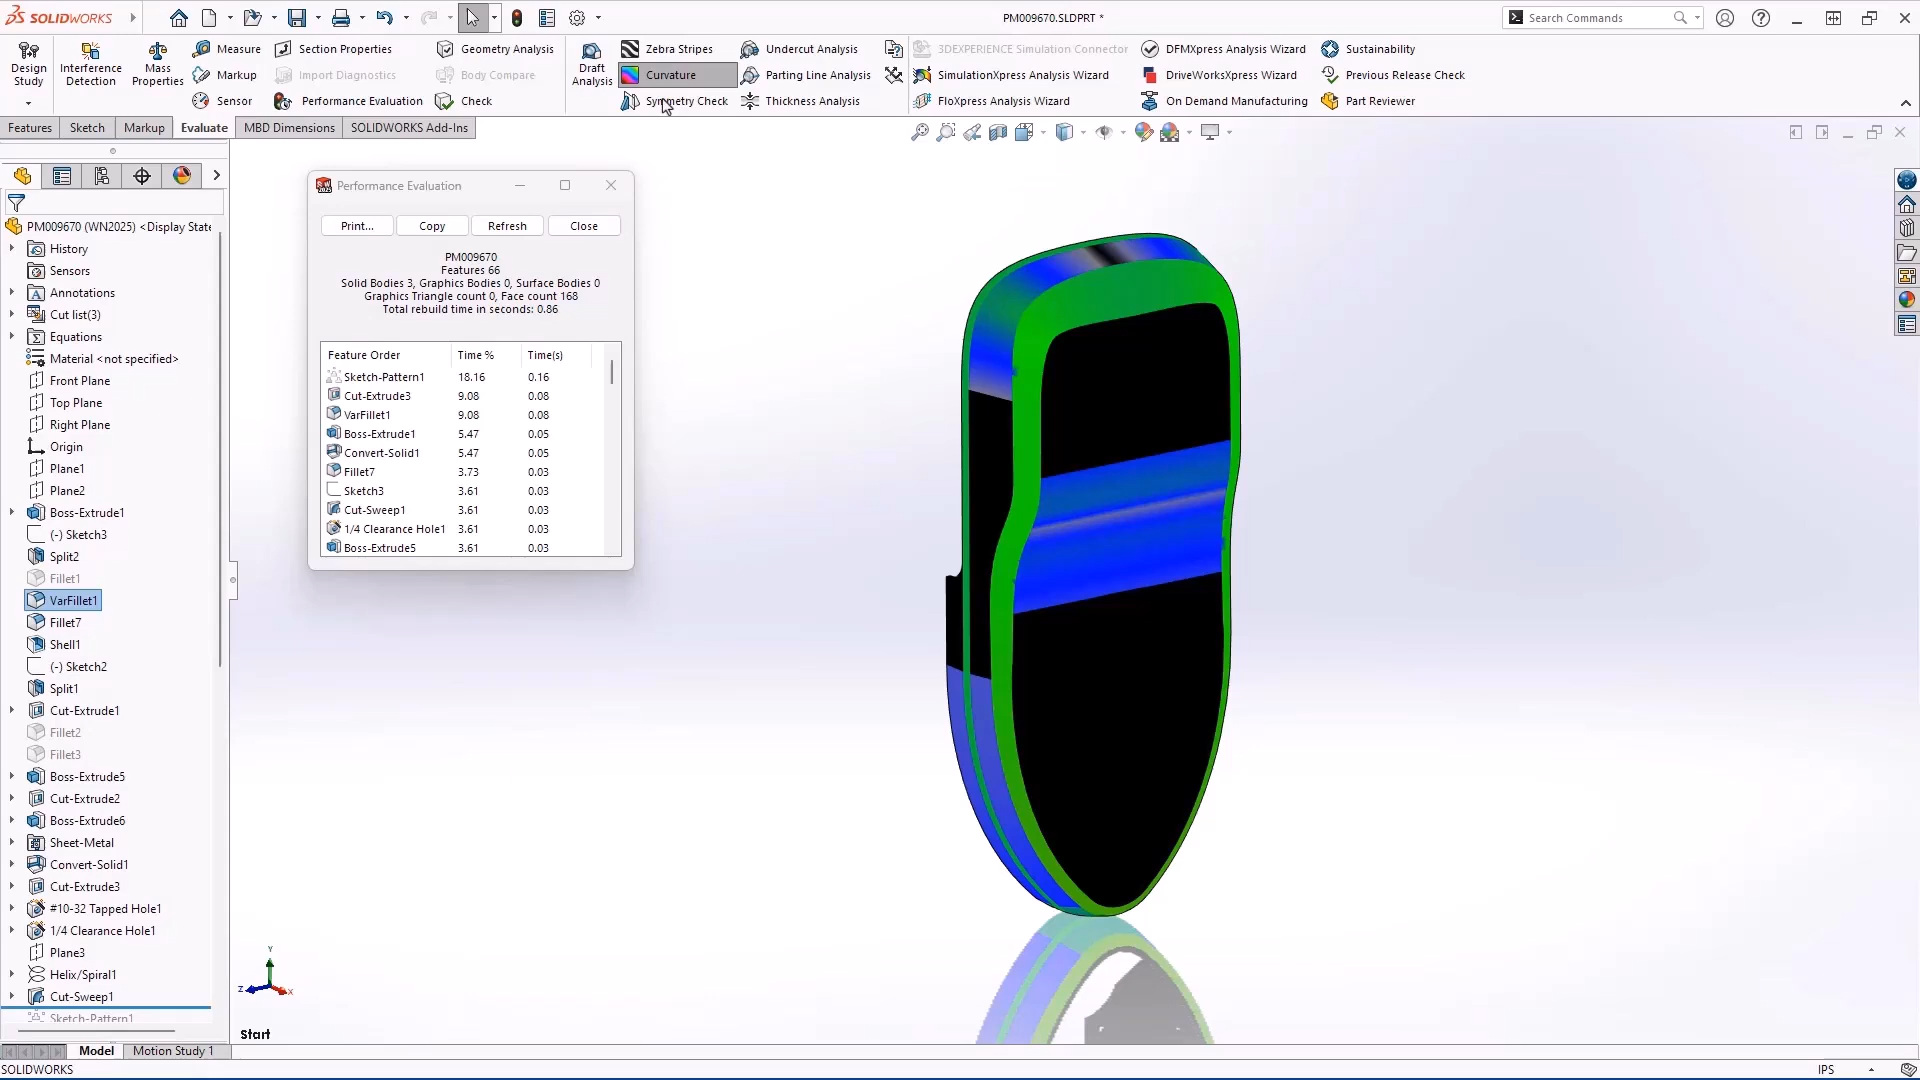 SOLIDWORKS
PM009670.SLDPRT *
Search Commands
Design Study
Interference Detection
Mass Properties
Measure
Markup
Sensor
Section Properties
Import Diagnostics
Performance Evaluation
Geometry Analysis
Body Compare
Check
Draft Analysis
Zebra Stripes
Curvature
Symmetry Check
Undercut Analysis
Parting Line Analysis
Thickness Analysis
3DEXPERIENCE Simulation Connector
SimulationXpress Analysis Wizard
FloXpress Analysis Wizard
DFMXpress Analysis Wizard
DriveWorksXpress Wizard
On Demand Manufacturing
Sustainability
Previous Release Check
Part Reviewer
Features
Sketch
Markup
Evaluate
MBD Dimensions
SOLIDWORKS Add-Ins
PM009670 (WN2025) <Display State
History
Sensors
Annotations
Cut list(3)
Equations
Material <not specified>
Front Plane
Top Plane
Right Plane
Origin
Plane1
Plane2
Boss-Extrude1
(-) Sketch3
Split2
Fillet1
VarFillet1
Fillet7
Shell1
(-) Sketch2
Split1
Cut-Extrude1
Fillet2
Fillet3
Boss-Extrude5
Cut-Extrude2
Boss-Extrude6
Sheet-Metal
Convert-Solid1
Cut-Extrude3
#10-32 Tapped Hole1
1/4 Clearance Hole1
Plane3
Helix/Spiral1
Cut-Sweep1
Sketch-Pattern1
Performance Evaluation
Print...
Copy
Refresh
Close
PM009670
Features 66
Solid Bodies 3, Graphics Bodies 0, Surface Bodies 0
Graphics Triangle count 0, Face count 168
Total rebuild time in seconds: 0.86
Feature Order Time % Time(s)
Sketch-Pattern1 18.16 0.16
Cut-Extrude3 9.08 0.08
VarFillet1 9.08 0.08
Boss-Extrude1 5.47 0.05
Convert-Solid1 5.47 0.05
Fillet7 3.73 0.03
Sketch3 3.61 0.03
Cut-Sweep1 3.61 0.03
1/4 Clearance Hole1 3.61 0.03
Boss-Extrude5 3.61 0.03
Y
Z
X
Start
Model
Motion Study 1
SOLIDWORKS
IPS